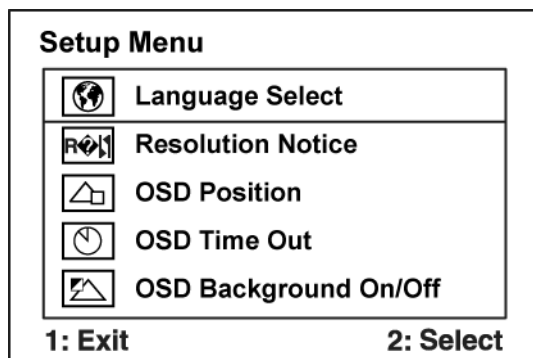 Setup Menu
Language Select
Resolution Notice
OSD Position
OSD Time Out
OSD Background On/Off
1: Exit 2: Select